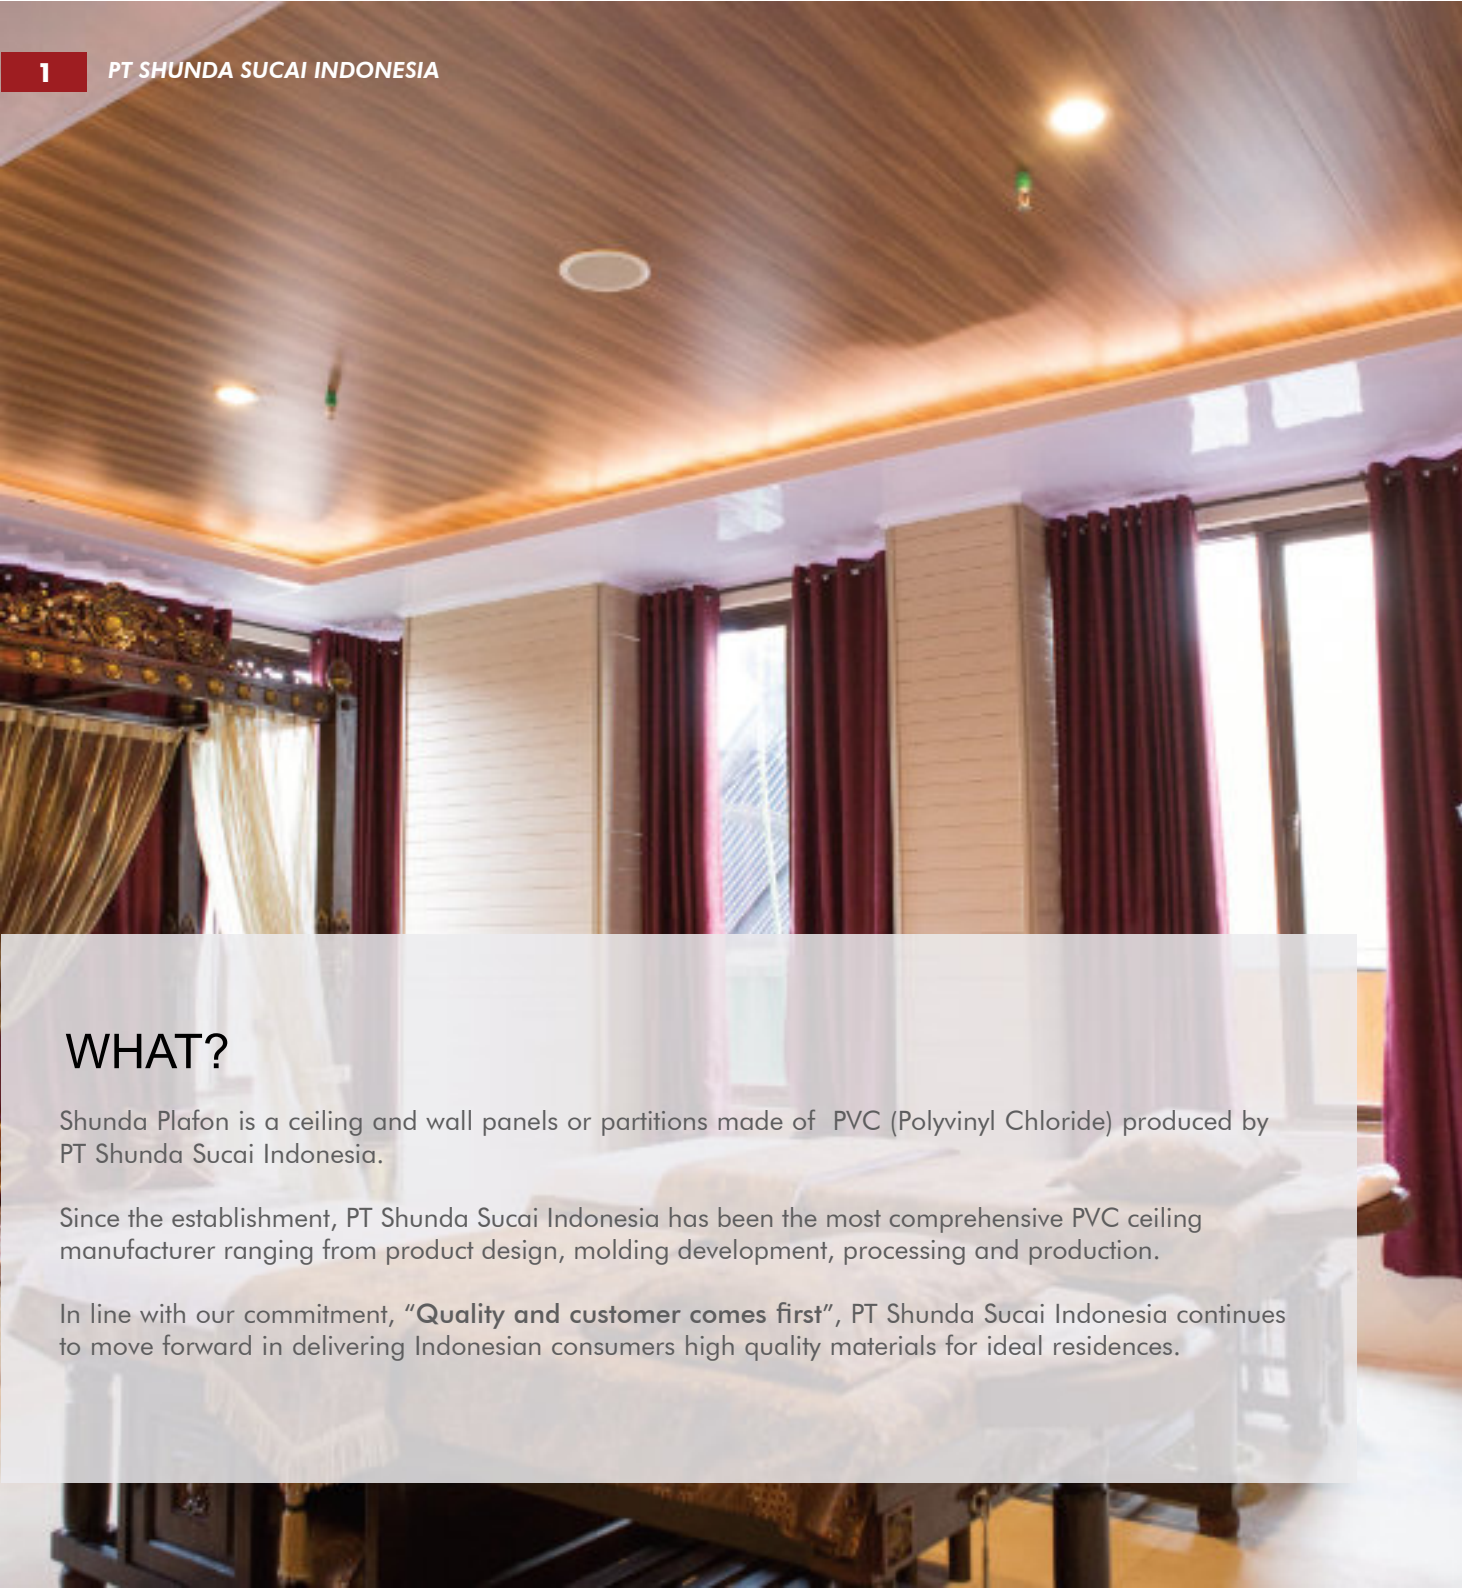 1
PT SHUNDA SUCAI INDONESIA
WHAT?
Shunda Plafon is a ceiling and wall panels or partitions made of  PVC (Polyvinyl Chloride) produced by
PT Shunda Sucai Indonesia.
Since the establishment, PT Shunda Sucai Indonesia has been the most comprehensive PVC ceiling
manufacturer ranging from product design, molding development, processing and production.
In line with our commitment, “Quality and customer comes first”, PT Shunda Sucai Indonesia continues
to move forward in delivering Indonesian consumers high quality materials for ideal residences.